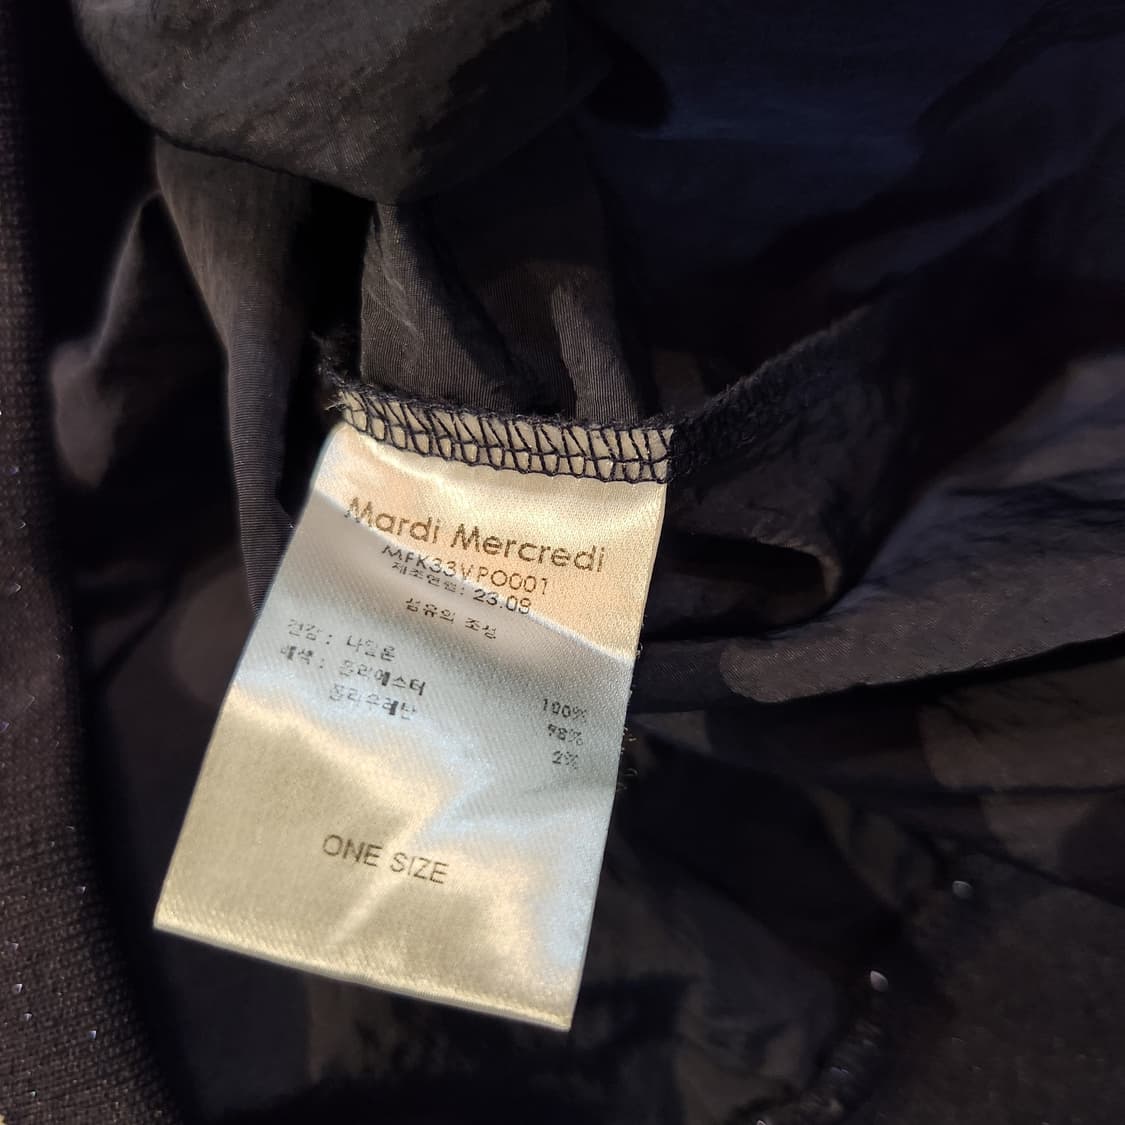 Mardi Mercredi
MFK33VPO001
제조연월: 23.08
섬유의 조성
겉감: 나일론 100%
배색: 폴리에스터 98%
폴리우레탄 2%
ONE SIZE